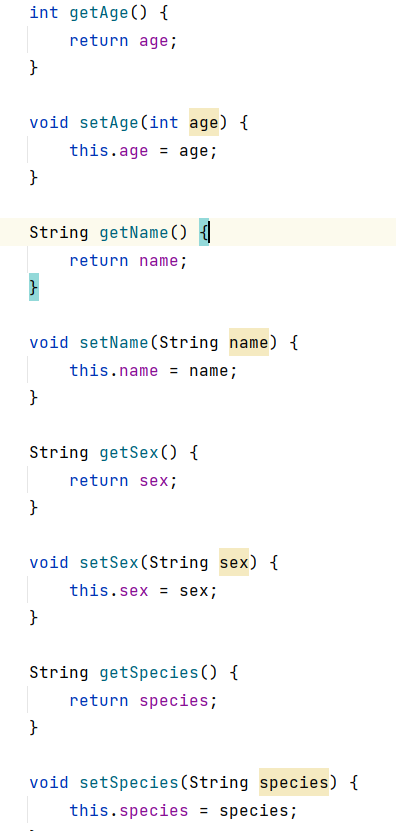 int getAge() {
return age;
}
void setAge(int age) {
this.age = age;
}
String getName() {
return name;
}
void setName(String name) {
this.name = name;
}
String getSex() {
return sex;
}
void setSex(String sex) {
this.sex = sex;
}
String getSpecies() {
return species;
}
void setSpecies(String species) {
this.species = species;